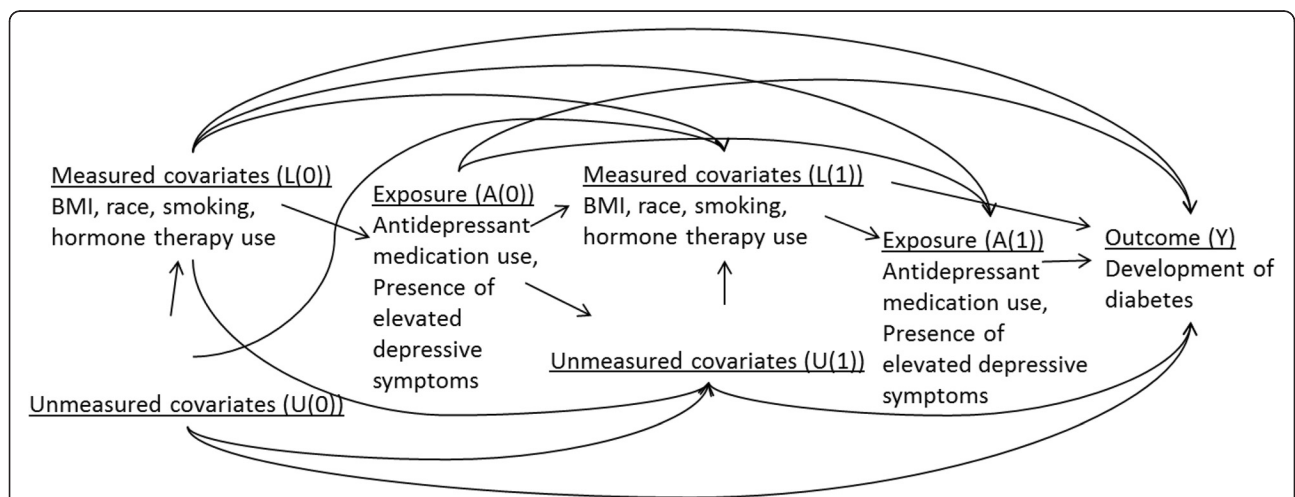 Measured covariates (L(0))
BMI, race, smoking,
hormone therapy use
Unmeasured covariates (U(0))
Exposure (A(0))
Antidepressant
medication use,
Presence of
elevated
depressive
symptoms
Measured covariates (L(1))
BMI, race, smoking,
hormone therapy use
Unmeasured covariates (U(1))
Exposure (A(1))
Antidepressant
medication use,
Presence of
elevated depressive
symptoms
Outcome (Y)
Development of
diabetes